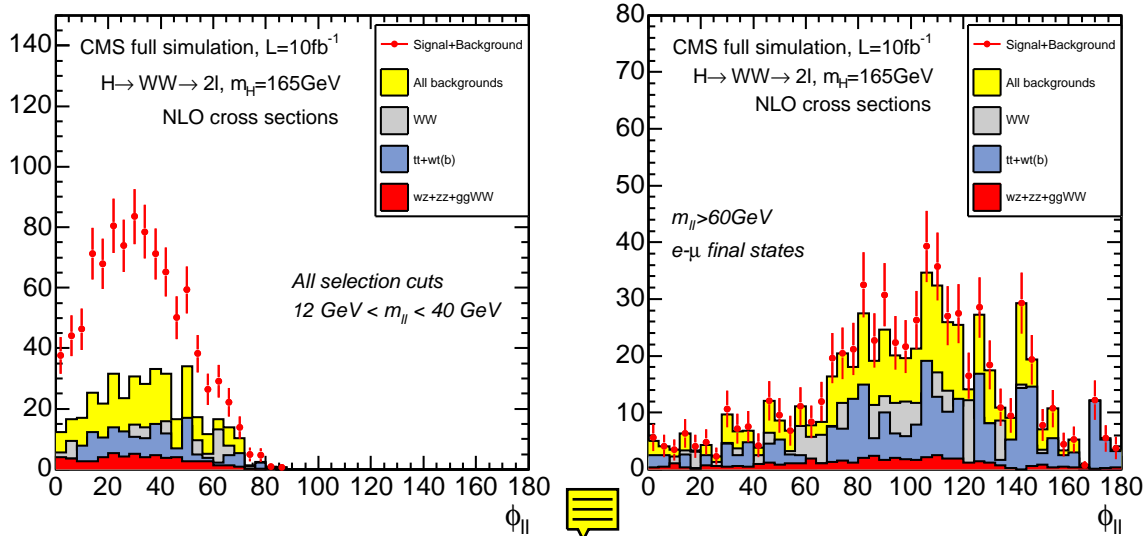 140
120
100
80
60
40
20
0
CMS full simulation, L=10fb⁻¹
H→ WW→ 2l, m_H=165GeV
NLO cross sections
Signal+Background
All backgrounds
WW
tt+wt(b)
wz+zz+ggWW
All selection cuts
12 GeV < m_ll < 40 GeV
0 20 40 60 80 100 120 140 160 180
ϕ_ll
80
70
60
50
40
30
20
10
0
CMS full simulation, L=10fb⁻¹
H→ WW→ 2l, m_H=165GeV
NLO cross sections
Signal+Background
All backgrounds
WW
tt+wt(b)
wz+zz+ggWW
m_ll>60GeV
e-μ final states
0 20 40 60 80 100 120 140 160 180
ϕ_ll